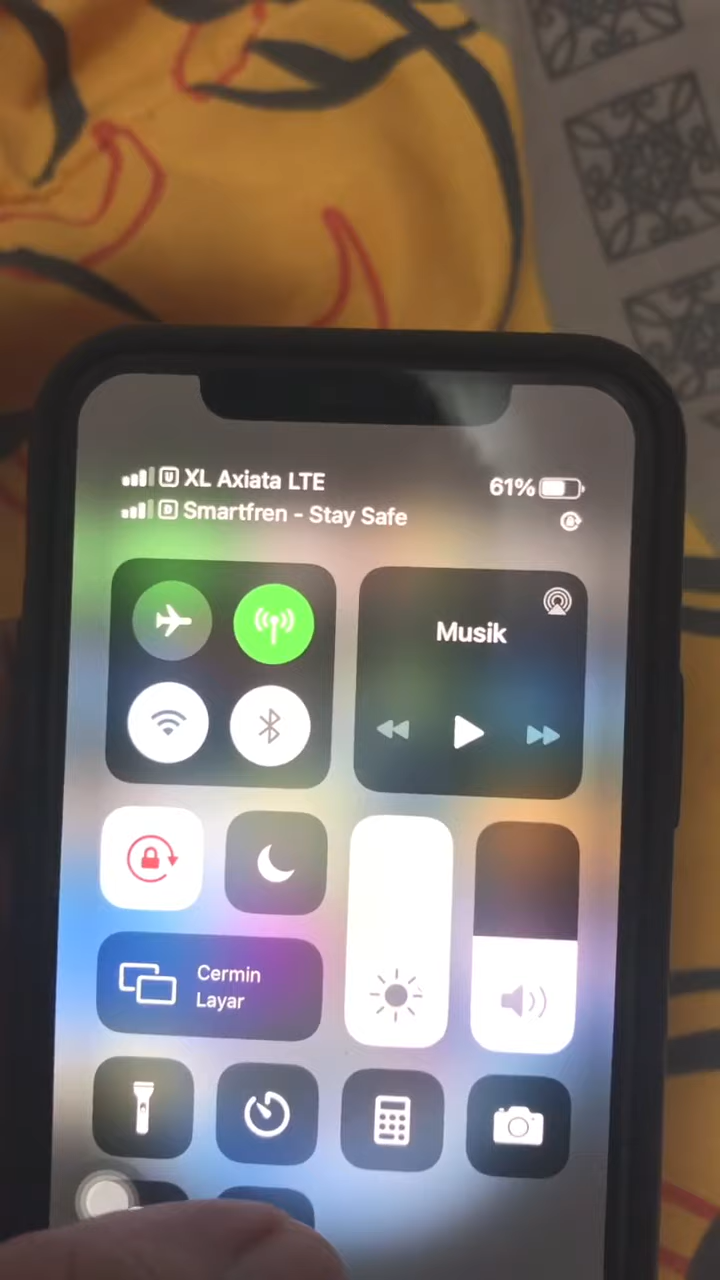 U XL Axiata LTE
61%
D Smartfren - Stay Safe
Musik
Cermin
Layar